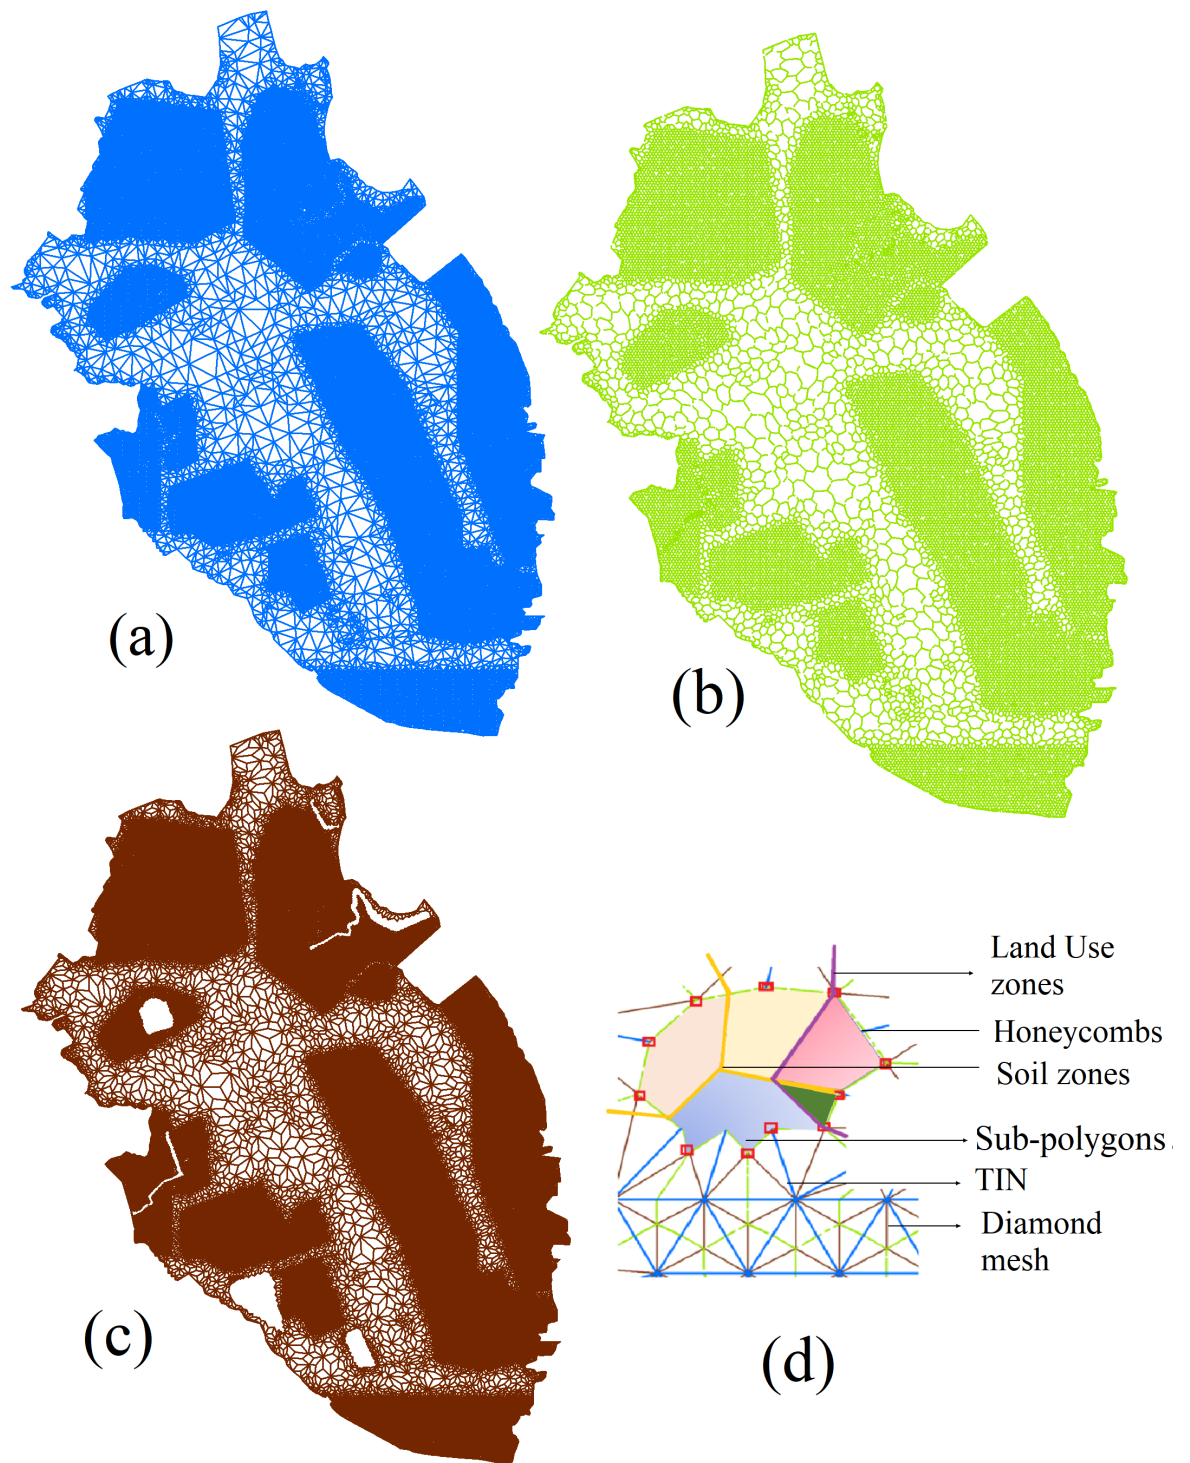 (a)
(b)
(c)
Land Use
zones
Honeycombs
Soil zones
Sub-polygons
TIN
Diamond
mesh
(d)